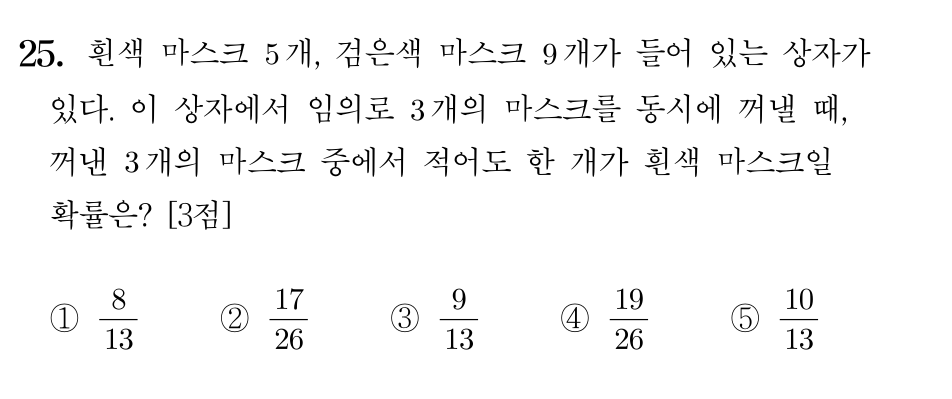 25. 흰색 마스크 5개, 검은색 마스크 9개가 들어 있는 상자가
있다. 이 상자에서 임의로 3개의 마스크를 동시에 꺼낼 때,
꺼낸 3개의 마스크 중에서 적어도 한 개가 흰색 마스크일
확률은? [3점]
① 8/13 ② 17/26 ③ 9/13 ④ 19/26 ⑤ 10/13